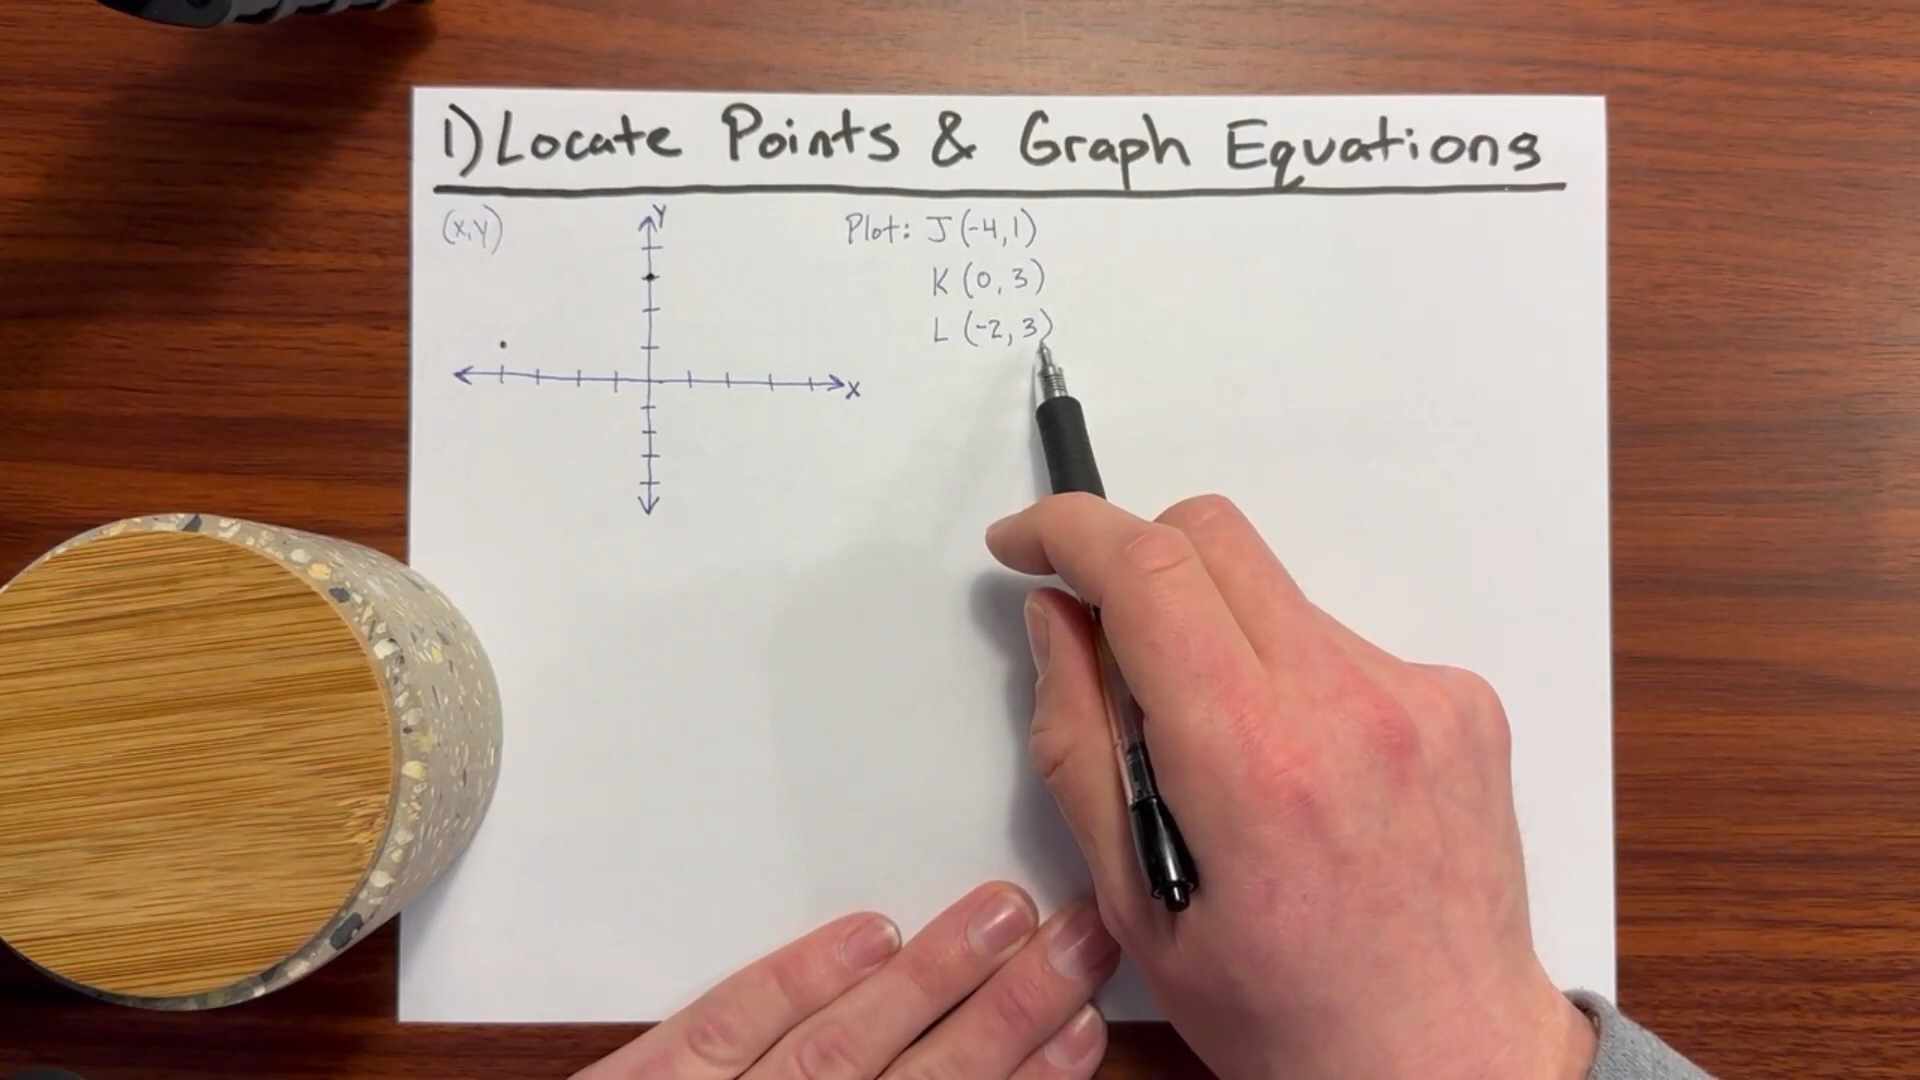 1) Locate Points & Graph Equations
(x,y)
y
x
Plot: J (-4,1)
K (0, 3)
L (-2, 3)